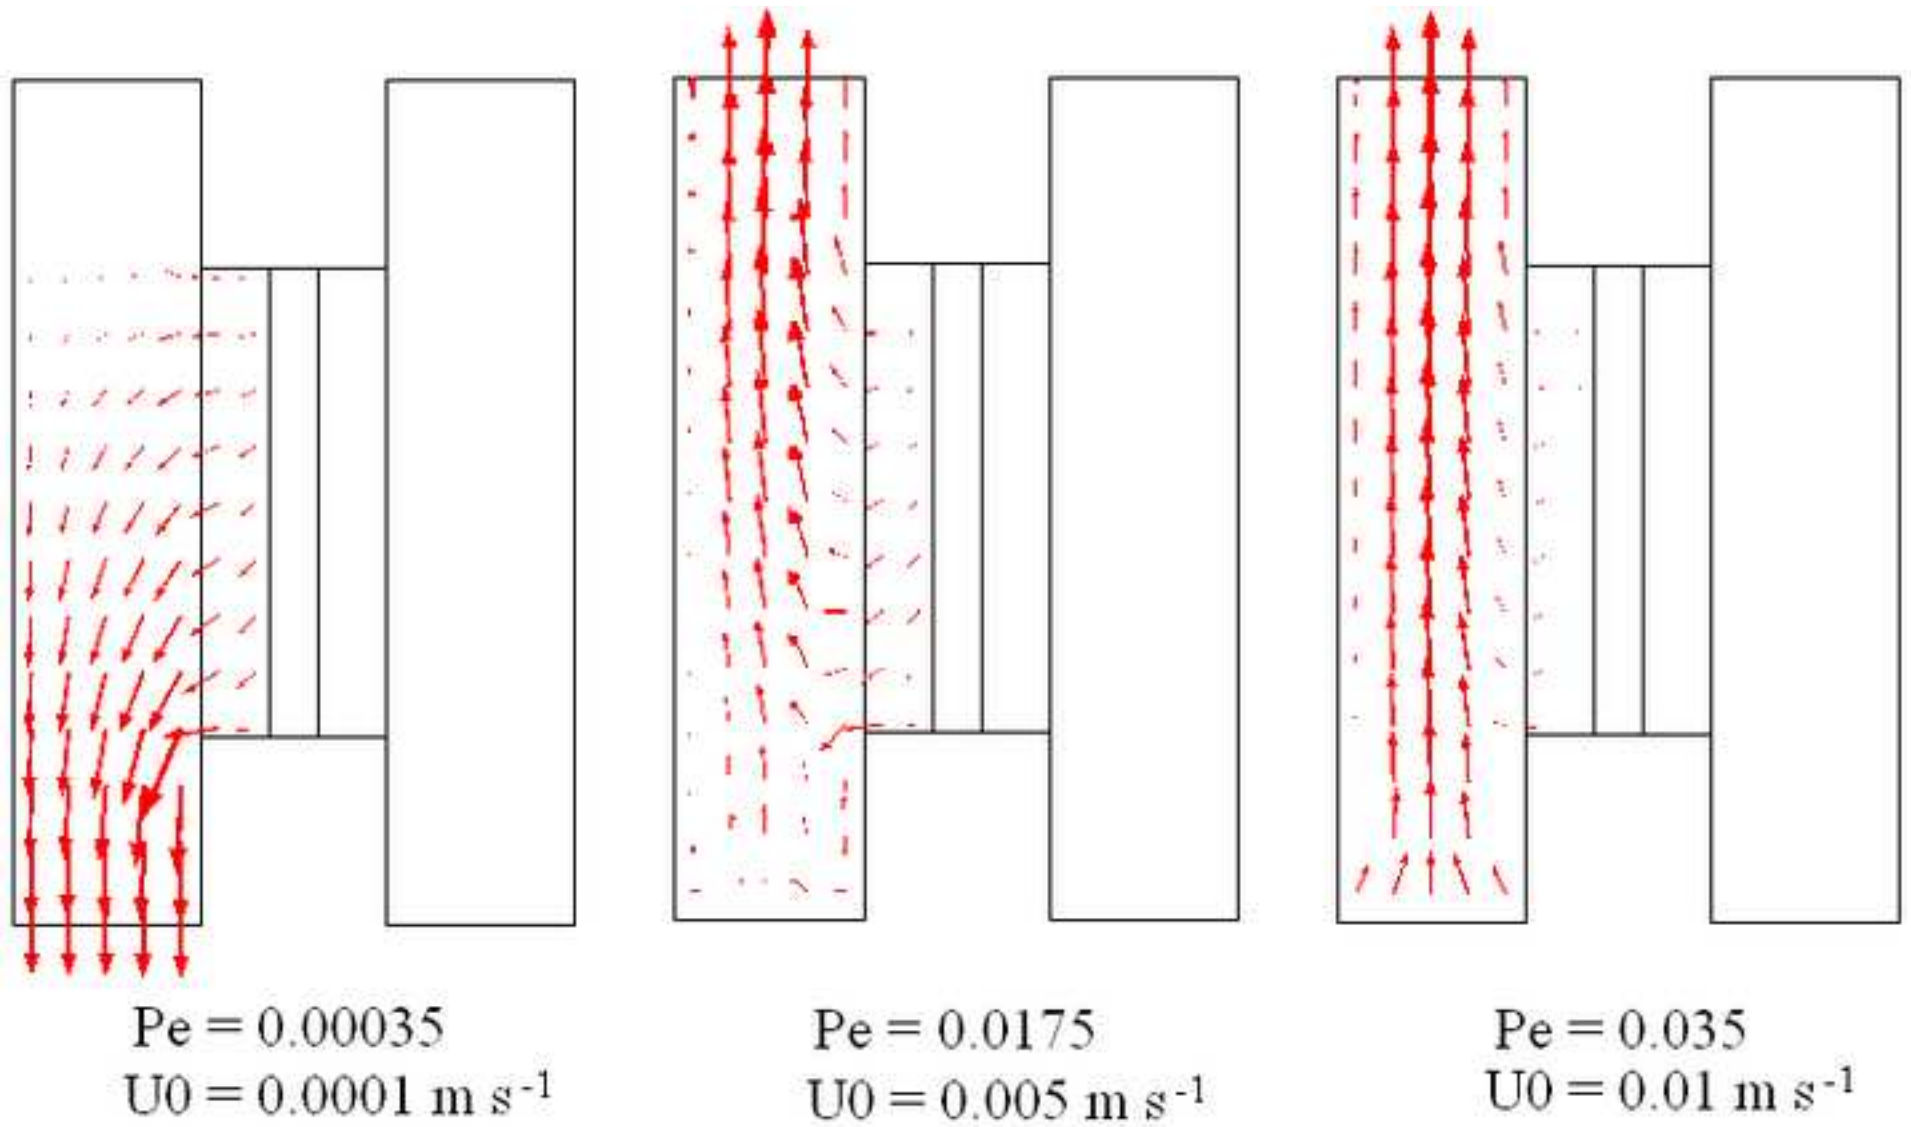 Pe = 0.00035
U0 = 0.0001 m s⁻¹
Pe = 0.0175
U0 = 0.005 m s⁻¹
Pe = 0.035
U0 = 0.01 m s⁻¹